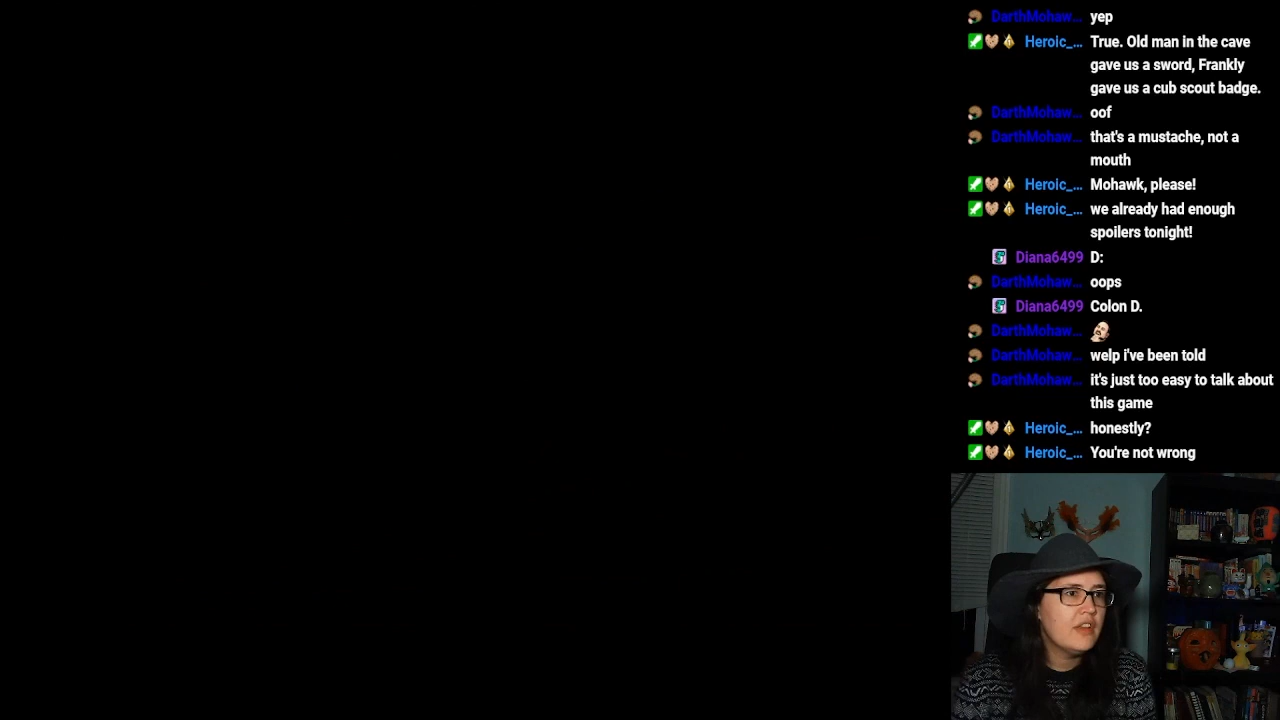 DarthMohaw... yep
Heroic_... True. Old man in the cave
gave us a sword, Frankly
gave us a cub scout badge.
DarthMohaw... oof
DarthMohaw... that's a mustache, not a
mouth
Heroic_... Mohawk, please!
Heroic_... we already had enough
spoilers tonight!
Diana6499 D:
DarthMohaw... oops
Diana6499 Colon D.
DarthMohaw...
DarthMohaw... welp i've been told
DarthMohaw... it's just too easy to talk about
this game
Heroic_... honestly?
Heroic_... You're not wrong